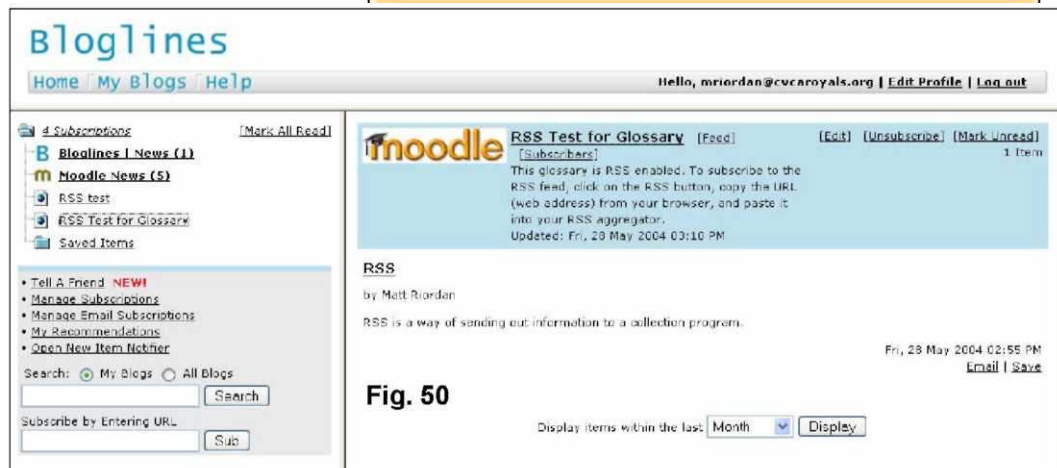 Bloglines
Home My Blogs Help
Hello, mriordan@cvcaroyals.org | Edit Profile | Log out
4 Subscriptions [Mark All Read]
Bloglines | News (1)
Moodle News (5)
RSS test
RSS Test for Glossary
Saved Items
• Tell A Friend NEW!
• Manage Subscriptions
• Manage Email Subscriptions
• My Recommendations
• Open New Item Notifier
Search: My Blogs All Blogs
Search
Subscribe by Entering URL
Sub
moodle
RSS Test for Glossary [Feed] [Edit] [Unsubscribe] [Mark Unread]
[Subscribers] 1 Item
This glossary is RSS enabled. To subscribe to the
RSS feed, click on the RSS button, copy the URL
(web address) from your browser, and paste it
into your RSS aggregator.
Updated: Fri, 28 May 2004 03:10 PM
RSS
by Matt Riordan
RSS is a way of sending out information to a collection program.
Fri, 28 May 2004 02:55 PM
Email | Save
Fig. 50
Display items within the last Month Display